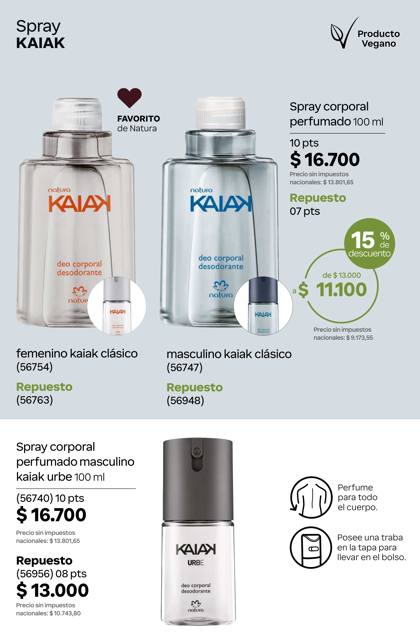 Spray
KAIAK
Producto
Vegano
FAVORITO
de Natura
natura
KAIAK
deo corporal
desodorante
natura
natura
KAIAK
deo corporal
desodorante
natura
KAIAK
KAIAK
Spray corporal
perfumado 100 ml
10 pts
$ 16.700
Precio sin impuestos
nacionales: $ 13.801,65
Repuesto
07 pts
15 % de
descuento
de $ 13.000
a $ 11.100
Precio sin impuestos
nacionales: $ 9.173,55
femenino kaiak clásico
(56754)
Repuesto
(56763)
masculino kaiak clásico
(56747)
Repuesto
(56948)
Spray corporal
perfumado masculino
kaiak urbe 100 ml
(56740) 10 pts
$ 16.700
Precio sin impuestos
nacionales: $ 13.801,65
Repuesto
(56956) 08 pts
$ 13.000
Precio sin impuestos
nacionales: $ 10.743,80
KAIAK
URBE
deo corporal
desodorante
natura
Perfume
para todo
el cuerpo.
Posee una traba
en la tapa para
llevar en el bolso.